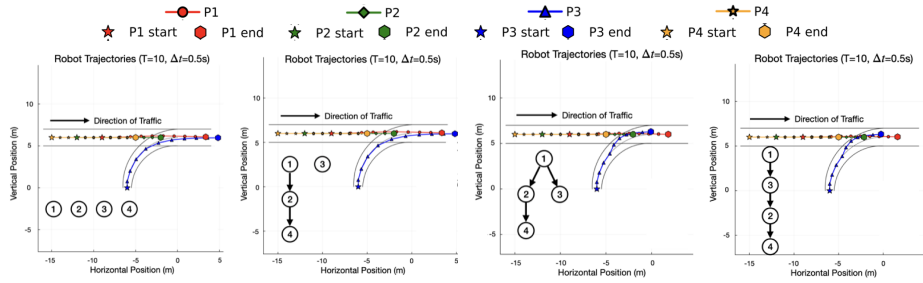 P1 P2 P3 P4
P1 start P1 end P2 start P2 end P3 start P3 end P4 start P4 end
Robot Trajectories (T=10, Δt=0.5s)
Vertical Position (m)
10
5
0
-5
Direction of Traffic
1 2 3 4
-15 -10 -5 0 5
Horizontal Position (m)
Robot Trajectories (T=10, Δt=0.5s)
Vertical Position (m)
10
5
0
-5
Direction of Traffic
1 3
2
4
-15 -10 -5 0 5
Horizontal Position (m)
Robot Trajectories (T=10, Δt=0.5s)
Vertical Position (m)
10
5
0
-5
Direction of Traffic
1
2 3
4
-15 -10 -5 0
Horizontal Position (m)
Robot Trajectories (T=10, Δt=0.5s)
Vertical Position (m)
10
5
0
-5
Direction of Traffic
1
3
2
4
-15 -10 -5 0
Horizontal Position (m)